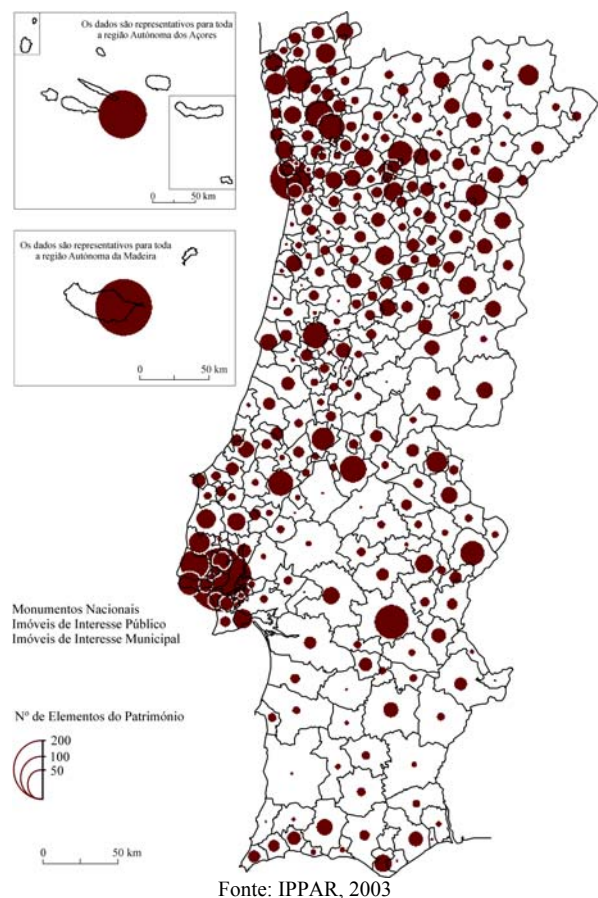 Os dados são representativos para toda
a região Autónoma dos Açores
0 50 km
Os dados são representativos para toda
a região Autónoma da Madeira
0 50 km
Monumentos Nacionais
Imóveis de Interesse Público
Imóveis de Interesse Municipal
Nº de Elementos do Património
200
100
50
0 50 km
Fonte: IPPAR, 2003